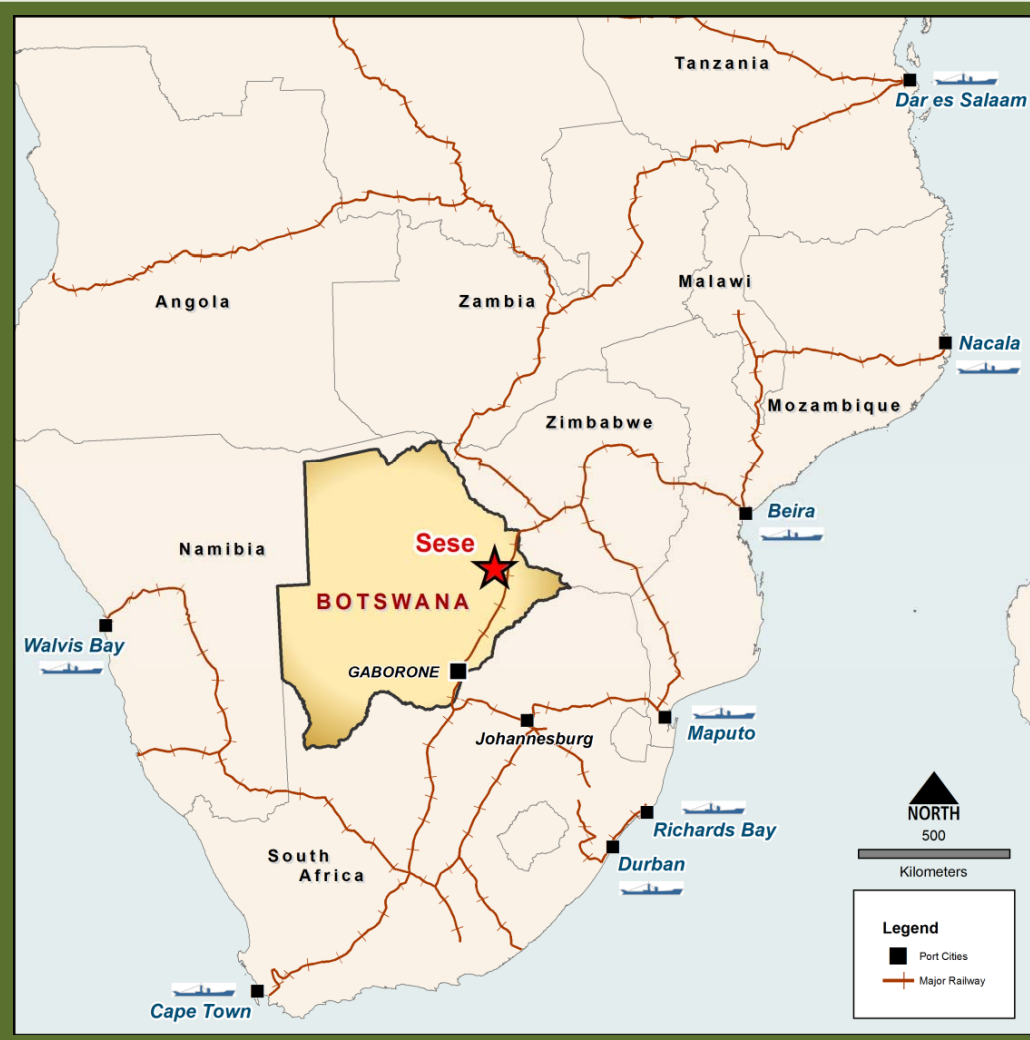 Tanzania
Dar es Salaam
Angola
Zambia
Malawi
Nacala
Mozambique
Zimbabwe
Beira
Namibia
Sese
BOTSWANA
Walvis Bay
GABORONE
Johannesburg
Maputo
Richards Bay
Durban
South
Africa
Cape Town
NORTH
500
Kilometers
Legend
Port Cities
Major Railway